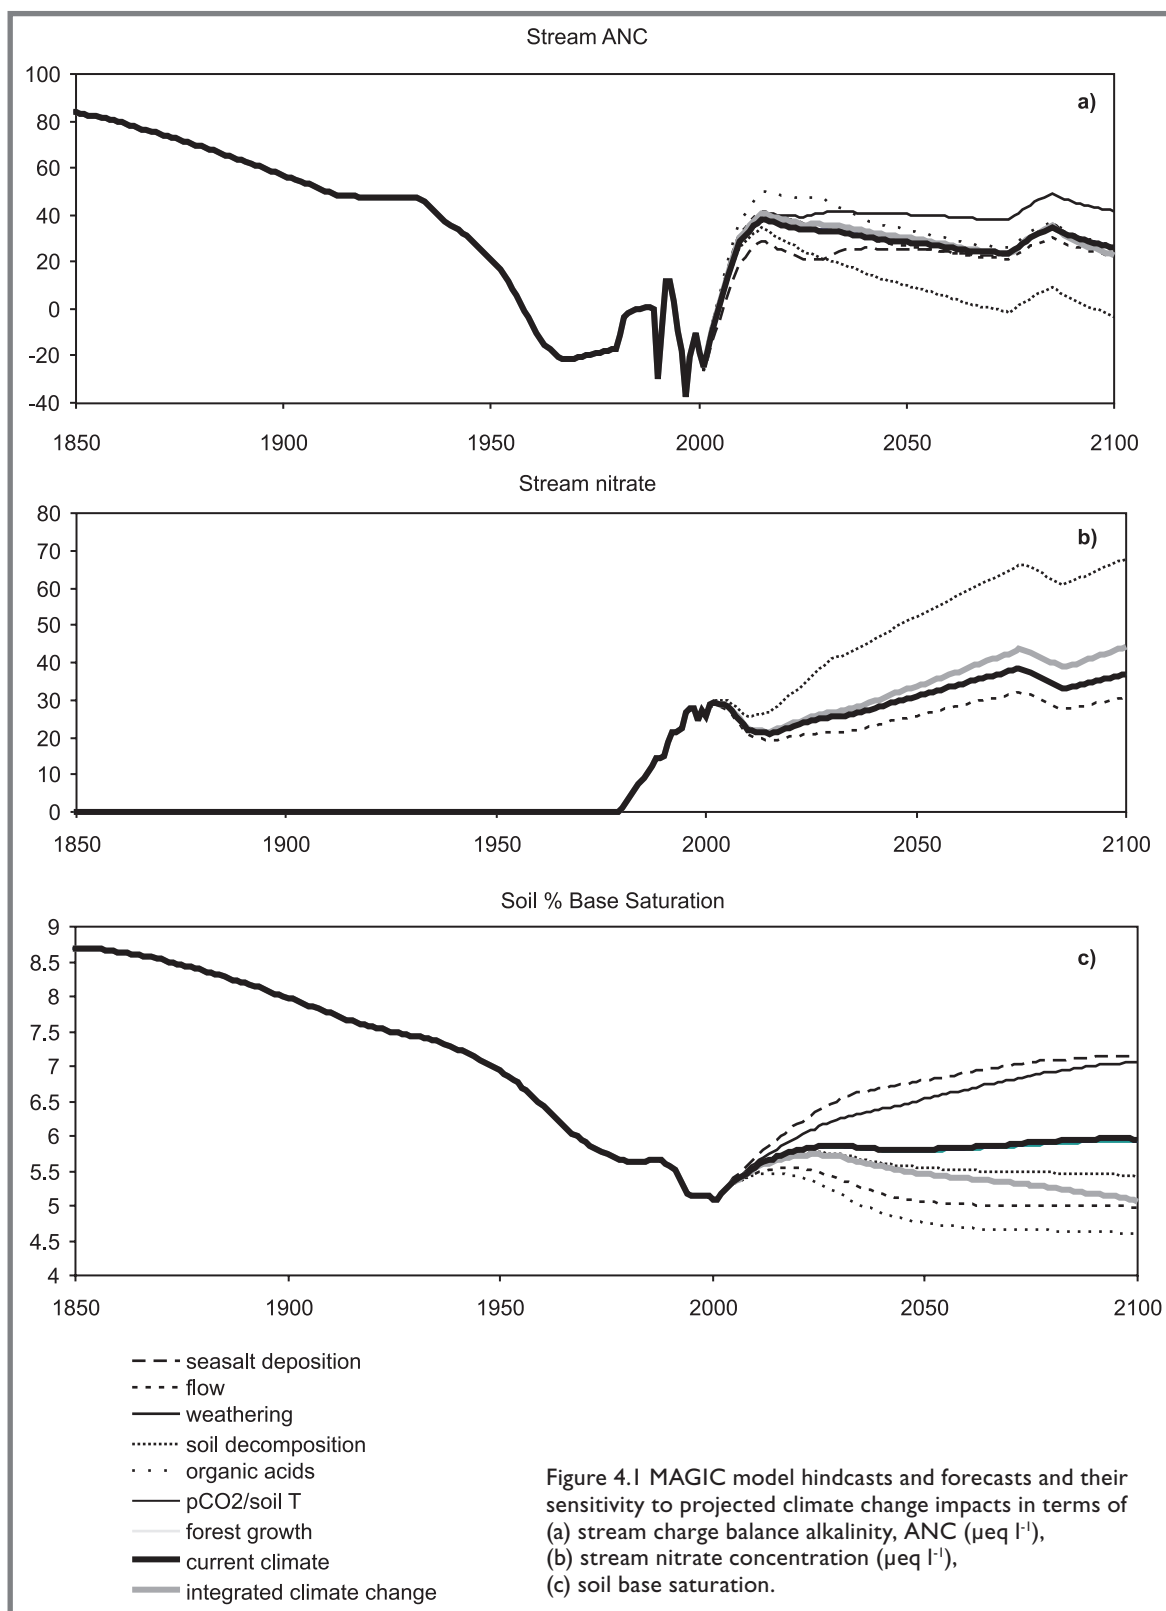 Stream ANC
a)
100
80
60
40
20
0
-20
-40
1850 1900 1950 2000 2050 2100
Stream nitrate
b)
80
70
60
50
40
30
20
10
0
1850 1900 1950 2000 2050 2100
Soil % Base Saturation
c)
9
8.5
8
7.5
7
6.5
6
5.5
5
4.5
4
1850 1900 1950 2000 2050 2100
seasalt deposition
flow
weathering
soil decomposition
organic acids
pCO2/soil T
forest growth
current climate
integrated climate change
Figure 4.1 MAGIC model hindcasts and forecasts and their
sensitivity to projected climate change impacts in terms of
(a) stream charge balance alkalinity, ANC (µeq l⁻¹),
(b) stream nitrate concentration (µeq l⁻¹),
(c) soil base saturation.